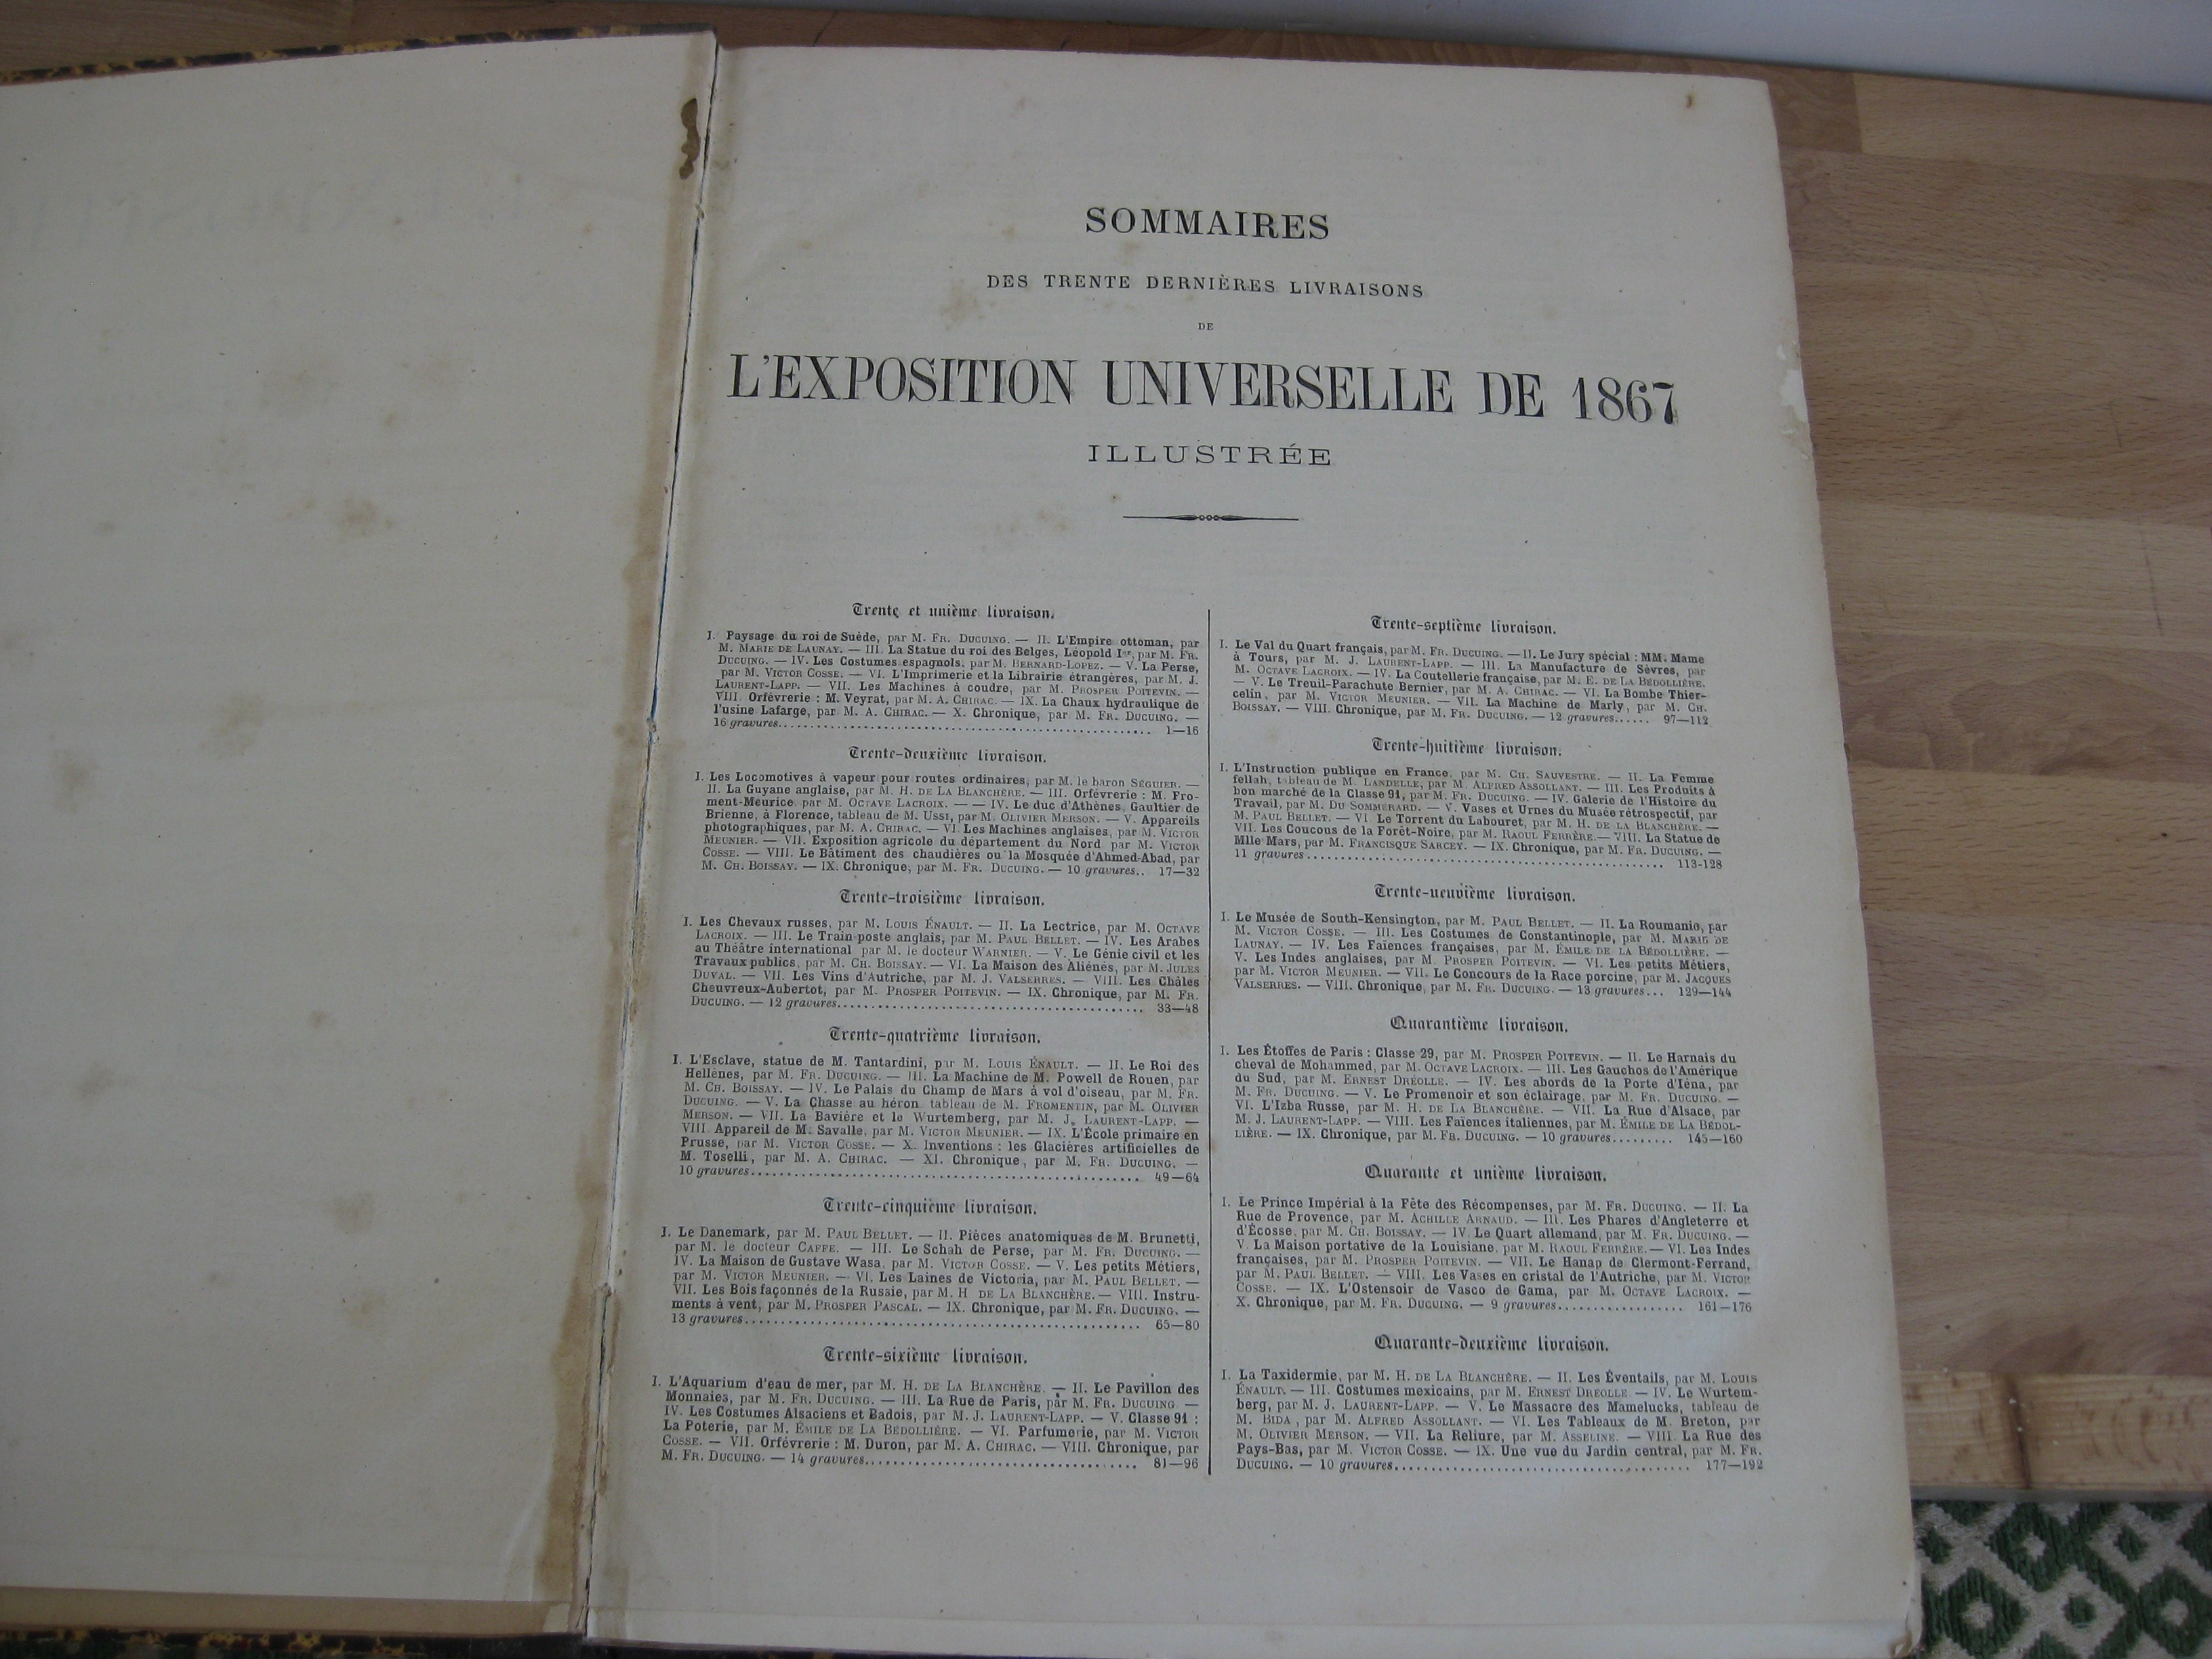 SOMMAIRES
DES TRENTE DERNIÈRES LIVRAISONS
DE
L'EXPOSITION UNIVERSELLE DE 1867
ILLUSTRÉE
Trente et unième livraison.
I. Paysage du roi de Suède, par M. FR. DUCUING. — II. L'Empire ottoman, par
M. MARIE DE LAUNAY. — III. La Statue du roi des Belges, Léopold Ier, par M. FR.
DUCUING. — IV. Les Costumes espagnols, par M. BERNARD-LOPEZ. — V. La Perse,
par M. VICTOR COSSE. — VI. L'Imprimerie et la Librairie étrangères, par M. J.
LAURENT-LAPP. — VII. Les Machines à coudre, par M. PROSPER POITEVIN. —
VIII. Orfévrerie : M. Veyrat, par M. A. CHIRAC. — IX. La Chaux hydraulique de
l'usine Lafarge, par M. A. CHIRAC. — X. Chronique, par M. FR. DUCUING. —
16 gravures. 1—16
Trente-deuxième livraison.
I. Les Locomotives à vapeur pour routes ordinaires, par M. le baron SÉGUIER. —
II. La Guyane anglaise, par M. H. DE LA BLANCHÈRE. — III. Orfévrerie : M. Fro-
ment-Meurice par M. OCTAVE LACROIX. — — IV. Le duc d'Athènes, Gaultier de
Brienne, à Florence, tableau de M. USSI, par M. OLIVIER MERSON. — V. Appareils
photographiques, par M. A. CHIRAC. — VI. Les Machines anglaises, par M. VICTOR
MEUNIER. — VII. Exposition agricole du département du Nord par M. VICTOR
COSSE. — VIII. Le Bâtiment des chaudières ou la Mosquée d'Ahmed-Abad, par
M. CH. BOISSAY. — IX. Chronique, par M. FR. DUCUING. — 10 gravures.. 17—32
Trente-troisième livraison.
I. Les Chevaux russes, par M. LOUIS ÉNAULT. — II. La Lectrice, par M. OCTAVE
LACROIX. — III. Le Train poste anglais, par M. PAUL BELLET. — IV. Les Arabes
au Théâtre international par M. le docteur WARNIER. — V. Le Génie civil et les
Travaux publics, par M. CH. BOISSAY. — VI. La Maison des Aliénés, par M. JULES
DUVAL. — VII. Les Vins d'Autriche, par M. J. VALSERRES. — VIII. Les Châles
Cheuvreux-Aubertot, par M. PROSPER POITEVIN. — IX. Chronique, par M. FR.
DUCUING. — 12 gravures. 33—48
Trente-quatrième livraison.
I. L'Esclave, statue de M. Tantardini, par M. LOUIS ÉNAULT. — II. Le Roi des
Hellènes, par M. FR. DUCUING. — III. La Machine de M. Powell de Rouen, par
M. CH. BOISSAY. — IV. Le Palais du Champ de Mars à vol d'oiseau, par M. FR.
DUCUING. — V. La Chasse au héron tableau de M. FROMENTIN, par M. OLIVIER
MERSON. — VII. La Bavière et le Wurtemberg, par M. J. LAURENT-LAPP. —
VIII. Appareil de M. Savalle, par M. VICTOR MEUNIER. — IX. L'École primaire en
Prusse, par M. VICTOR COSSE. — X. Inventions : les Glacières artificielles de
M. Toselli, par M. A. CHIRAC. — XI. Chronique, par M. FR. DUCUING. —
10 gravures. 49—64
Trente-cinquième livraison.
I. Le Danemark, par M. PAUL BELLET. — II. Pièces anatomiques de M. Brunetti,
par M. le docteur CAFFE. — III. Le Schah de Perse, par M. FR. DUCUING. —
IV. La Maison de Gustave Wasa, par M. VICTOR COSSE. — V. Les petits Métiers,
par M. VICTOR MEUNIER. — VI. Les Laines de Victoria, par M. PAUL BELLET. —
VII. Les Bois façonnés de la Russie, par M. H DE LA BLANCHÈRE. — VIII. Instru-
ments à vent, par M. PROSPER PASCAL. — IX. Chronique, par M. FR. DUCUING. —
13 gravures. 65—80
Trente-sixième livraison.
I. L'Aquarium d'eau de mer, par M. H. DE LA BLANCHÈRE. — II. Le Pavillon des
Monnaies, par M. FR. DUCUING. — III. La Rue de Paris, par M. FR. DUCUING —
IV. Les Costumes Alsaciens et Badois, par M. J. LAURENT-LAPP. — V. Classe 91 :
La Poterie, par M. ÉMILE DE LA BÉDOLLIÈRE. — VI. Parfumerie, par M. VICTOR
COSSE. — VII. Orfévrerie : M. Duron, par M. A. CHIRAC. — VIII. Chronique, par
M. FR. DUCUING. — 14 gravures. 81—96
Trente-septième livraison.
I. Le Val du Quart français, par M. FR. DUCUING. — II. Le Jury spécial : MM. Mame
à Tours, par M. J. LAURENT-LAPP. — III. La Manufacture de Sèvres, par
M. OCTAVE LACROIX. — IV. La Coutellerie française, par M. E. DE LA BÉDOLLIÈRE.
— V. Le Treuil-Parachute Bernier, par M. A. CHIRAC. — VI. La Bombe Thier-
celin, par M. VICTOR MEUNIER. — VII. La Machine de Marly, par M. CH.
BOISSAY. — VIII. Chronique, par M. FR. DUCUING. — 12 gravures...... 97—112
Trente-huitième livraison.
I. L'Instruction publique en France, par M. CH. SAUVESTRE. — II. La Femme
fellah, tableau de M. LANDELLE, par M. ALFRED ASSOLLANT. — III. Les Produits à
bon marché de la Classe 91, par M. FR. DUCUING. — IV. Galerie de l'Histoire du
Travail, par M. DU SOMMERARD. — V. Vases et Urnes du Musée rétrospectif, par
M. PAUL BELLET. — VI Le Torrent du Labouret, par M. H. DE LA BLANCHÈRE. —
VII. Les Coucous de la Forêt-Noire, par M. RAOUL FERRÈRE. — VIII. La Statue de
Mlle Mars, par M. FRANCISQUE SARCEY. — IX. Chronique, par M. FR. DUCUING. —
11 gravures. 113-128
Trente-neuvième livraison.
I. Le Musée de South-Kensington, par M. PAUL BELLET. — II. La Roumanie, par
M. VICTOR COSSE. — III. Les Costumes de Constantinople, par M. MARIE DE
LAUNAY. — IV. Les Faïences françaises, par M. ÉMILE DE LA BÉDOLLIÈRE. —
V. Les Indes anglaises, par M. PROSPER POITEVIN. — VI. Les petits Métiers,
par M. VICTOR MEUNIER. — VII. Le Concours de la Race porcine, par M. JACQUES
VALSERRES. — VIII. Chronique, par M. FR. DUCUING. — 13 gravures... 129—144
Quarantième livraison.
I. Les Étoffes de Paris : Classe 29, par M. PROSPER POITEVIN. — II. Le Harnais du
cheval de Mohammed, par M. OCTAVE LACROIX. — III. Les Gauchos de l'Amérique
du Sud, par M. ERNEST DRÉOLLE. — IV. Les abords de la Porte d'Iéna, par
M. FR. DUCUING. — V. Le Promenoir et son éclairage, par M. FR. DUCUING. —
VI. L'Izba Russe, par M. H. DE LA BLANCHÈRE. — VII. La Rue d'Alsace, par
M. J. LAURENT-LAPP. — VIII. Les Faïences italiennes, par M. ÉMILE DE LA BÉDOL-
LIÈRE. — IX. Chronique, par M. FR. DUCUING. — 10 gravures......... 145—160
Quarante et unième livraison.
I. Le Prince Impérial à la Fête des Récompenses, par M. FR. DUCUING. — II. La
Rue de Provence, par M. ACHILLE ARNAUD. — III. Les Phares d'Angleterre et
d'Écosse, par M. CH. BOISSAY. — IV. Le Quart allemand, par M. FR. DUCUING. —
V. La Maison portative de la Louisiane, par M. RAOUL FERRÈRE. — VI. Les Indes
françaises, par M. PROSPER POITEVIN. — VII. Le Hanap de Clermont-Ferrand,
par M. PAUL BELLET. — VIII. Les Vases en cristal de l'Autriche, par M. VICTOR
COSSE. — IX. L'Ostensoir de Vasco de Gama, par M. OCTAVE LACROIX. —
X. Chronique, par M. FR. DUCUING. — 9 gravures. 161—176
Quarante-deuxième livraison.
I. La Taxidermie, par M. H. DE LA BLANCHÈRE. — II. Les Éventails, par M. LOUIS
ÉNAULT. — III. Costumes mexicains, par M. ERNEST DRÉOLLE — IV. Le Wurtem-
berg, par M. J. LAURENT-LAPP. — V. Le Massacre des Mamelucks, tableau de
M. BIDA, par M. ALFRED ASSOLLANT. — VI. Les Tableaux de M. Breton, par
M. OLIVIER MERSON. — VII. La Reliure, par M. ASSELINE. — VIII. La Rue des
Pays-Bas, par M. VICTOR COSSE. — IX. Une vue du Jardin central, par M. FR.
DUCUING. — 10 gravures. 177—192